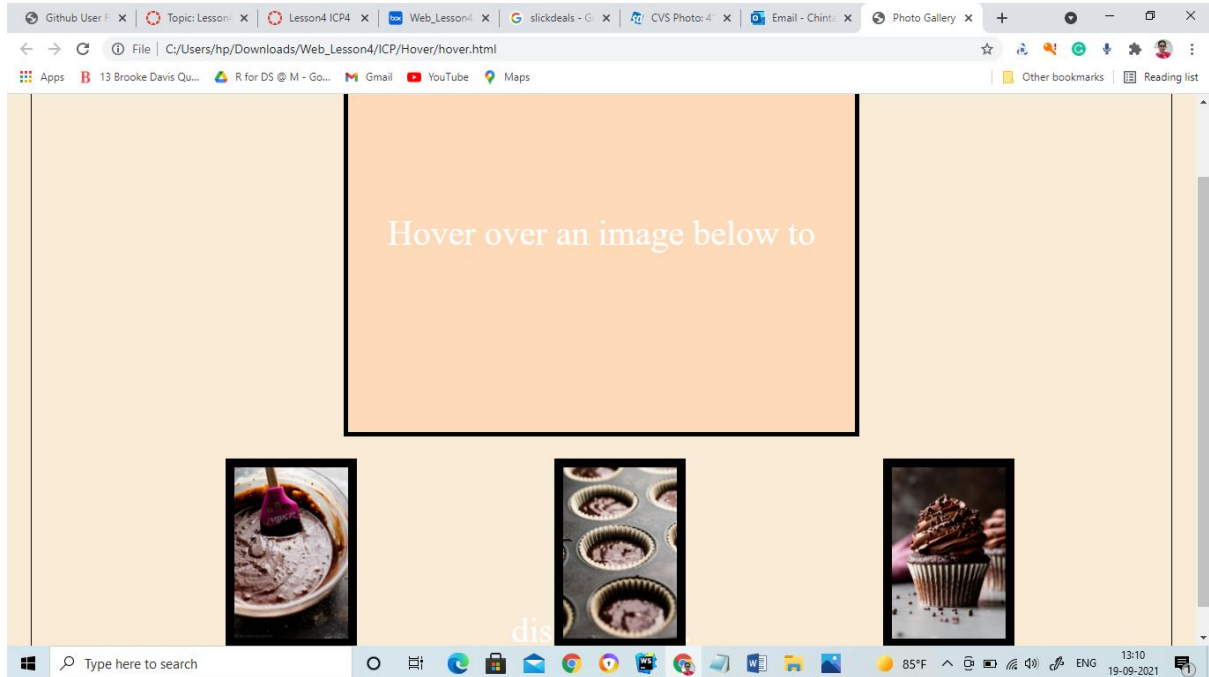 Github User F
Topic: Lesson-
Lesson4 ICP4
Web_Lesson4
slickdeals - G
CVS Photo: 4"
Email - Chinta
Photo Gallery
File | C:/Users/hp/Downloads/Web_Lesson4/ICP/Hover/hover.html
Apps
13 Brooke Davis Qu...
R for DS @ M - Go...
Gmail
YouTube
Maps
Other bookmarks
Reading list
Hover over an image below to
dis
Type here to search
85°F
ENG
13:10
19-09-2021